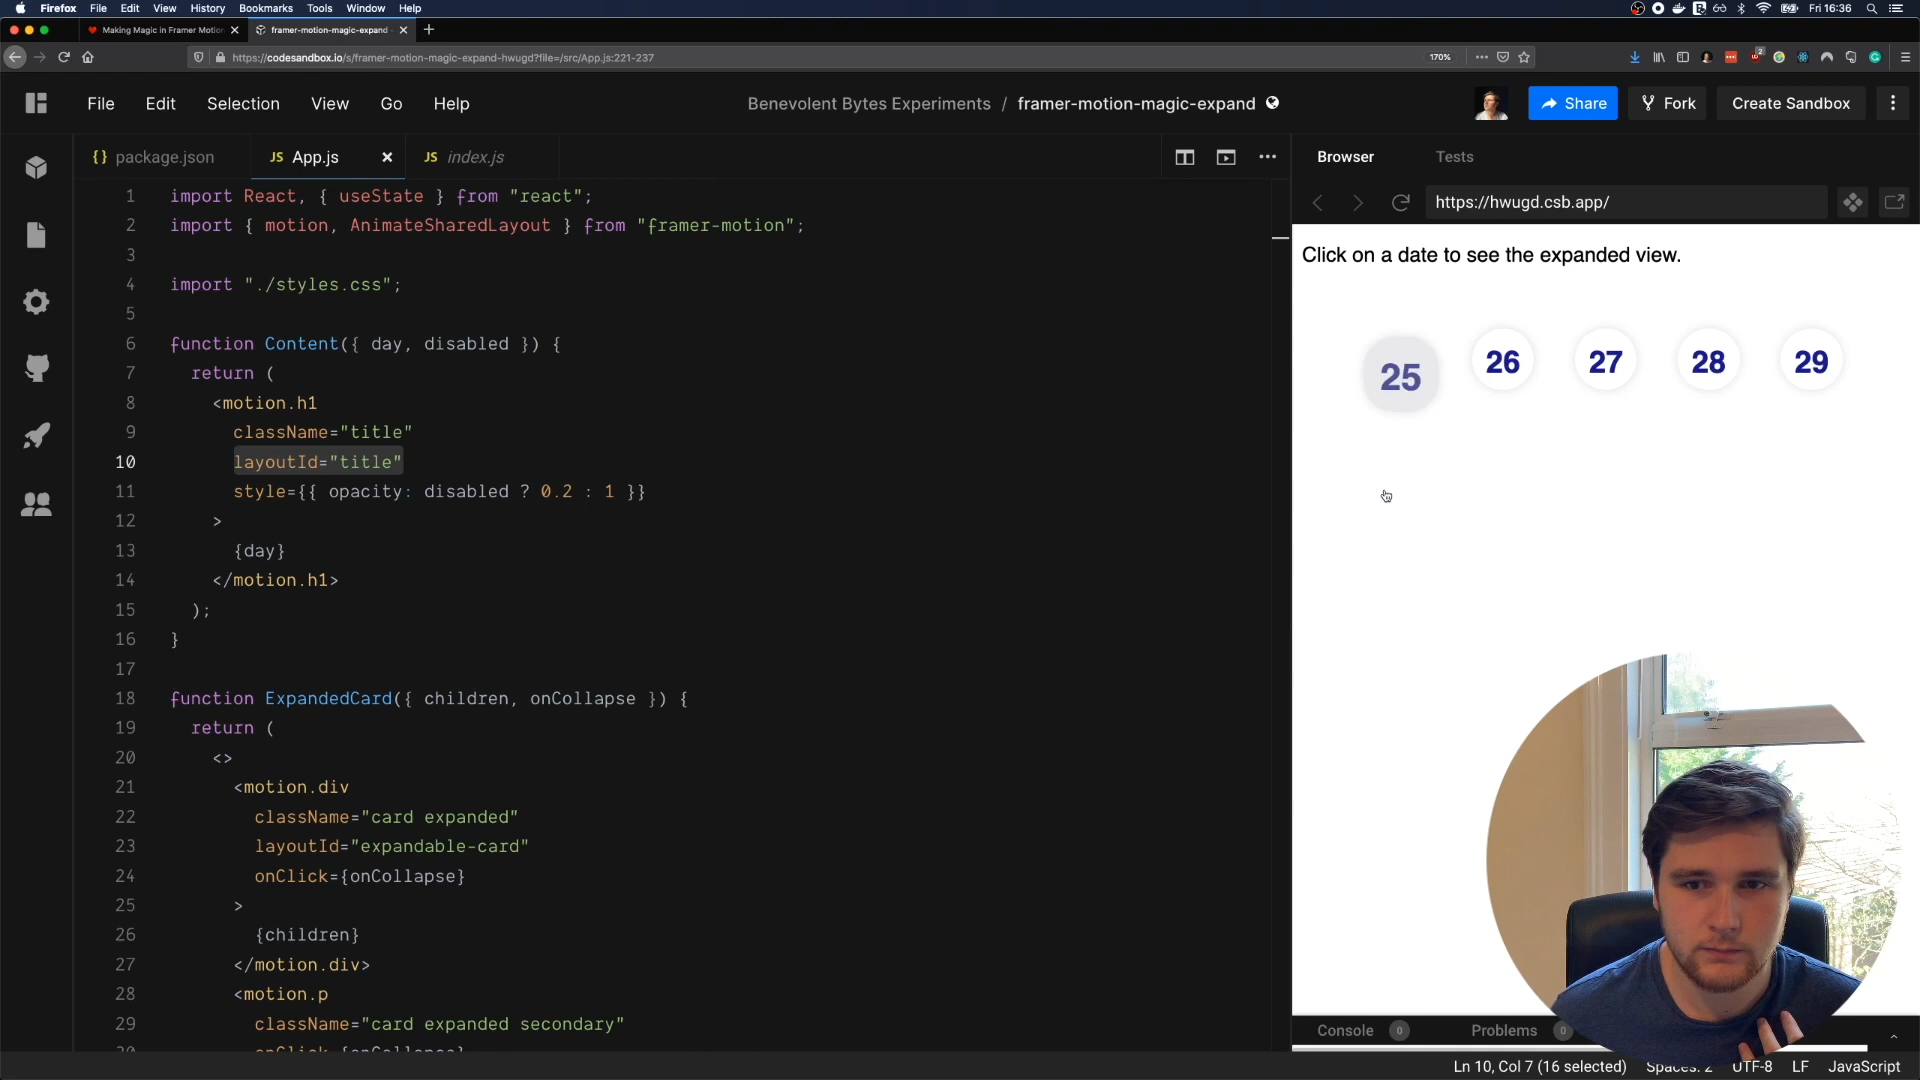 Firefox File Edit View History Bookmarks Tools Window Help
Fri 16:36
Making Magic in Framer Motion
framer-motion-magic-expand
https://codesandbox.io/s/framer-motion-magic-expand-hwugd?file=/src/App.js:221-237
170%
2
File Edit Selection View Go Help
Benevolent Bytes Experiments / framer-motion-magic-expand
Share
Fork
Create Sandbox
{} package.json
JS App.js
JS index.js
Browser
Tests
https://hwugd.csb.app/
1 import React, { useState } from "react";
2 import { motion, AnimateSharedLayout } from "framer-motion";
3
4 import "./styles.css";
5
6 function Content({ day, disabled }) {
7 return (
8 <motion.h1
9 className="title"
10 layoutId="title"
11 style={{ opacity: disabled ? 0.2 : 1 }}
12 >
13 {day}
14 </motion.h1>
15 );
16 }
17
18 function ExpandedCard({ children, onCollapse }) {
19 return (
20 <>
21 <motion.div
22 className="card expanded"
23 layoutId="expandable-card"
24 onClick={onCollapse}
25 >
26 {children}
27 </motion.div>
28 <motion.p
29 className="card expanded secondary"
30 onClick={onCollapse}
Click on a date to see the expanded view.
25 26 27 28 29
Console 0
Problems 0
Ln 10, Col 7 (16 selected) Spaces: 2 UTF-8 LF JavaScript